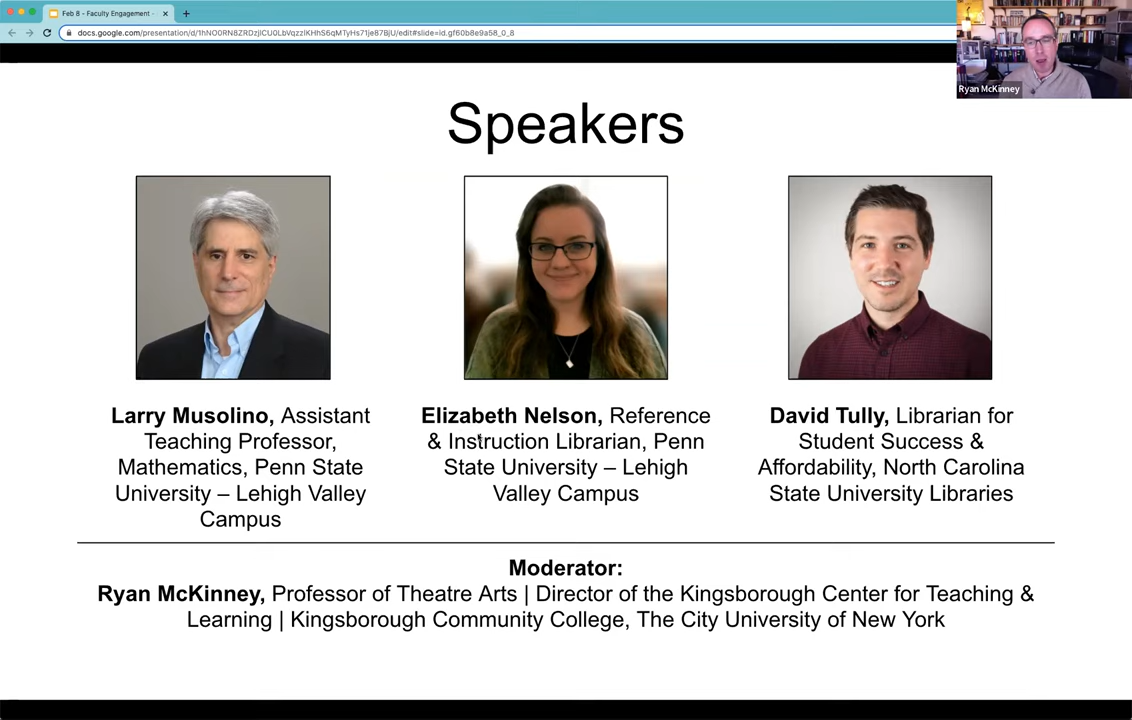 Feb 8 - Faculty Engagement -
docs.google.com/presentation/d/1hNO0RN8ZRDzjlCU0LbVqzziKHhS6qMTyHs71je87BjU/edit#slide=id.gf60b8e9a58_0_8
Ryan McKinney
Speakers
Larry Musolino, Assistant
Teaching Professor,
Mathematics, Penn State
University – Lehigh Valley
Campus
Elizabeth Nelson, Reference
& Instruction Librarian, Penn
State University – Lehigh
Valley Campus
David Tully, Librarian for
Student Success &
Affordability, North Carolina
State University Libraries
Moderator:
Ryan McKinney, Professor of Theatre Arts | Director of the Kingsborough Center for Teaching &
Learning | Kingsborough Community College, The City University of New York